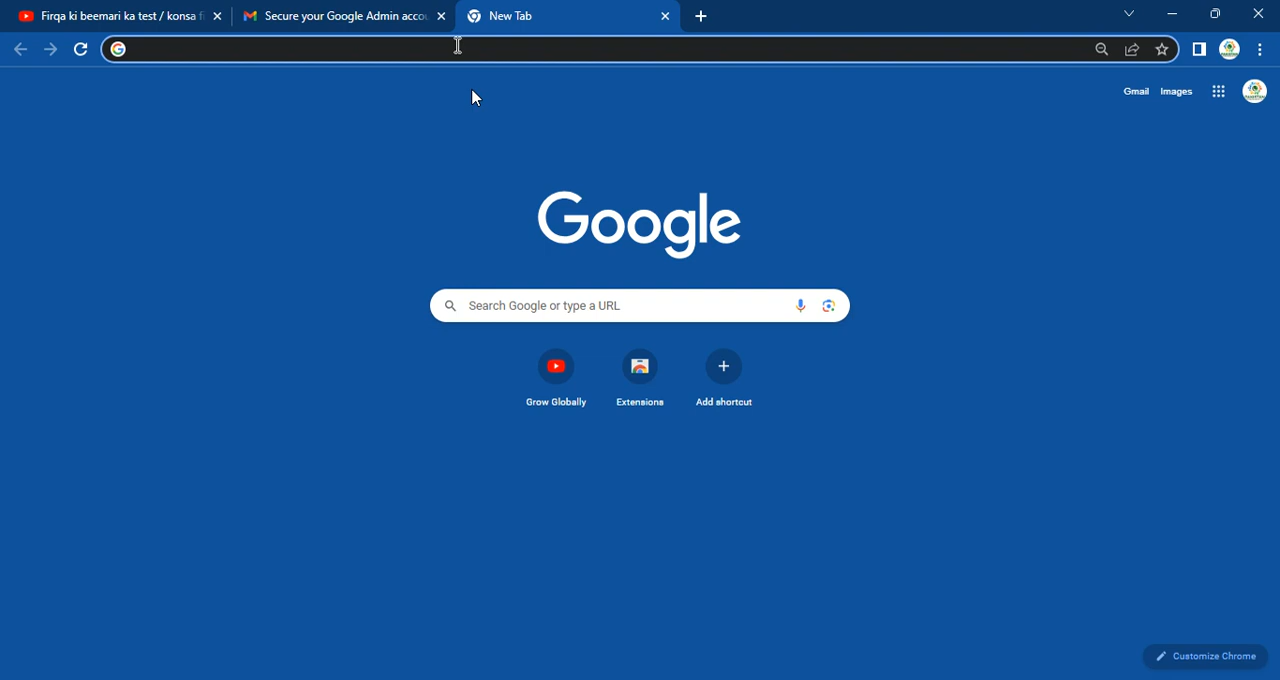 Firqa ki beemari ka test / konsa fi
Secure your Google Admin accou
New Tab
Gmail Images
Google
Search Google or type a URL
Grow Globally
Extensions
Add shortcut
Customize Chrome